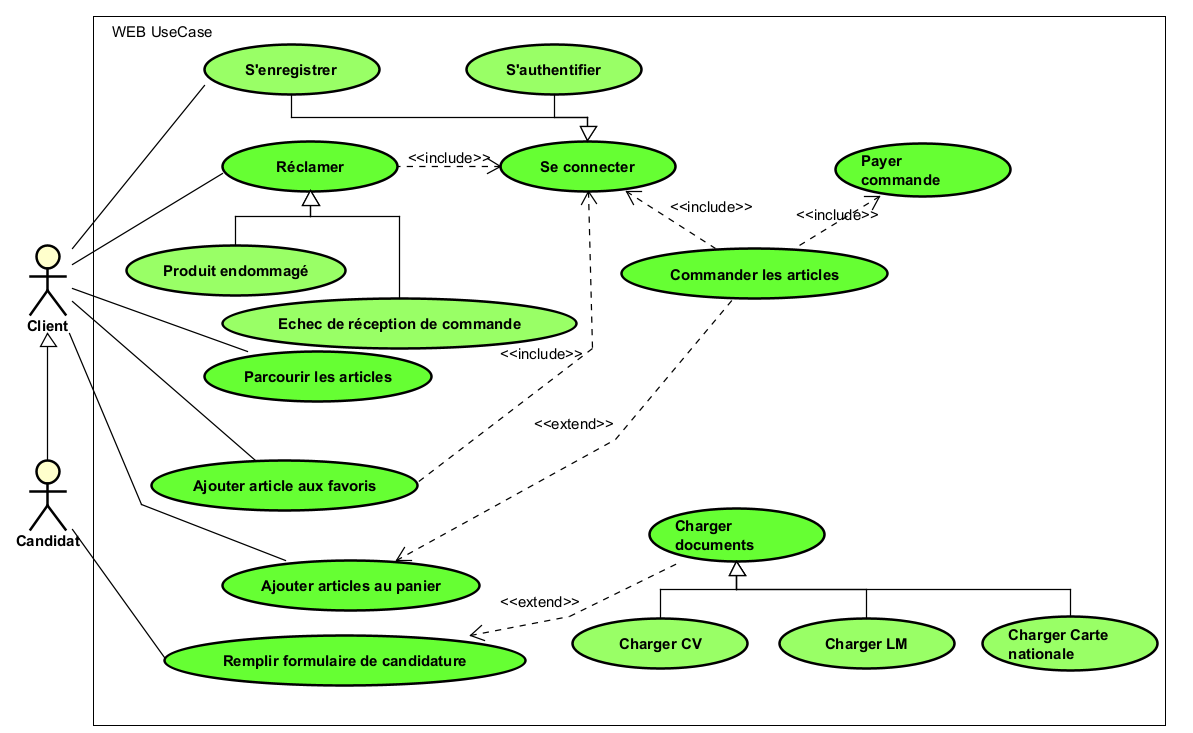 WEB UseCase
S'enregistrer
S'authentifier
Réclamer
<<include>>
Se connecter
Payer
commande
<<include>>
<<include>>
Produit endommagé
Commander les articles
Client
Echec de réception de commande
<<include>>
Parcourir les articles
<<extend>>
Ajouter article aux favoris
Candidat
Charger
documents
Ajouter articles au panier
<<extend>>
Remplir formulaire de candidature
Charger CV
Charger LM
Charger Carte
nationale